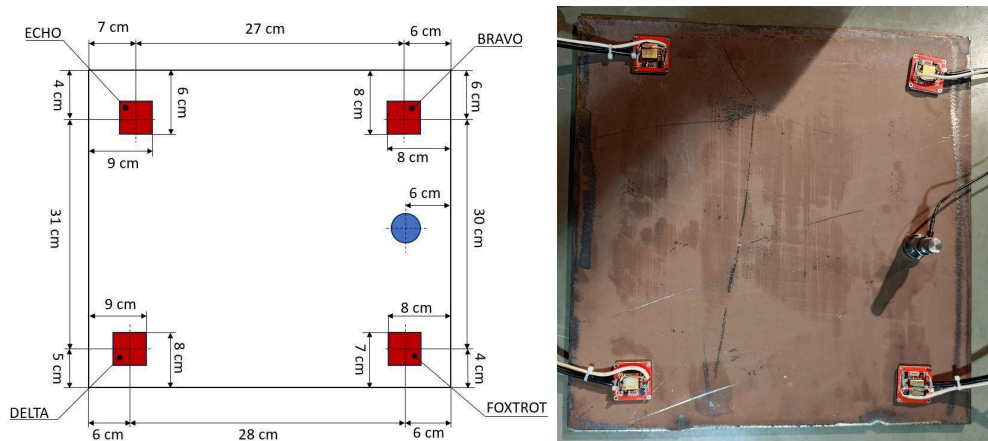 7 cm
27 cm
6 cm
ECHO
BRAVO
4 cm
6 cm
8 cm
6 cm
9 cm
8 cm
6 cm
31 cm
30 cm
9 cm
8 cm
5 cm
8 cm
7 cm
4 cm
DELTA
FOXTROT
6 cm
28 cm
6 cm